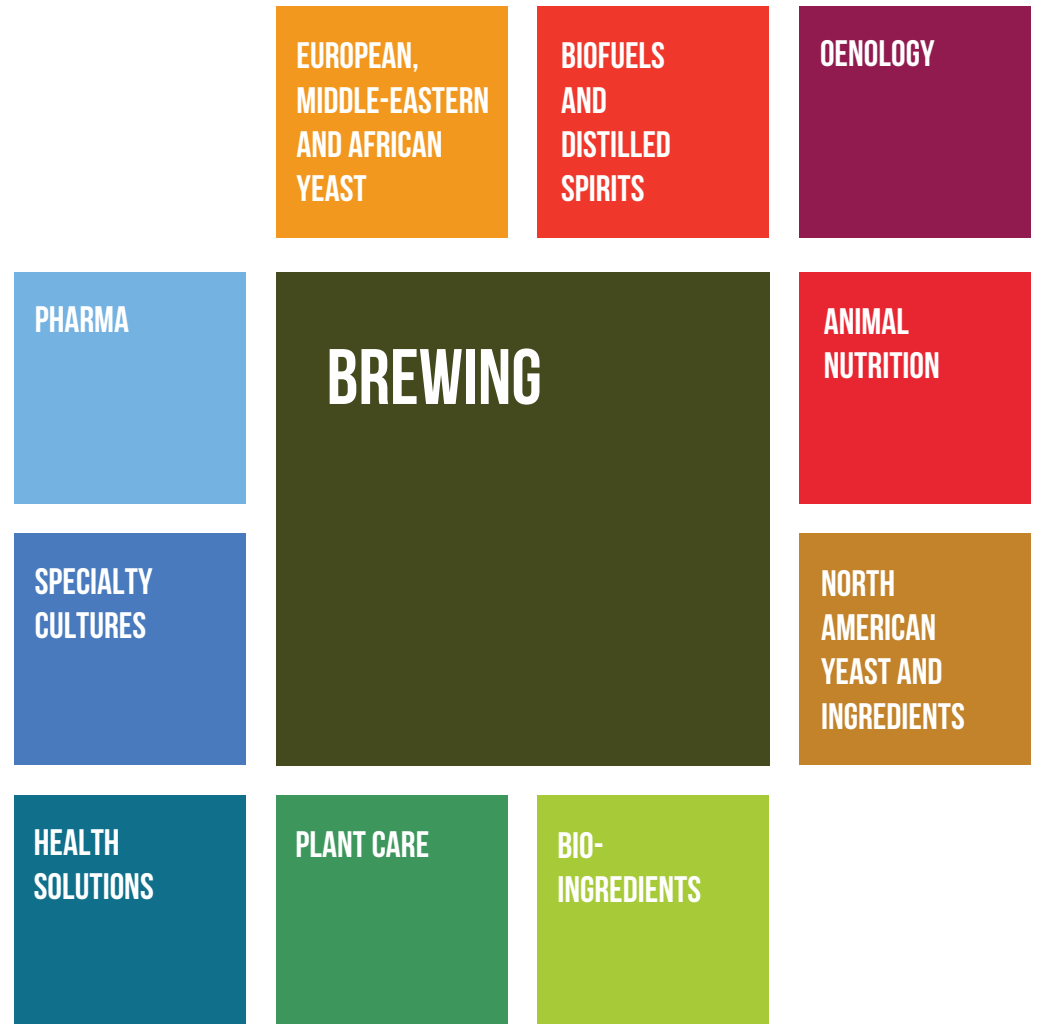 EUROPEAN,
MIDDLE-EASTERN
AND AFRICAN
YEAST
BIOFUELS
AND
DISTILLED
SPIRITS
OENOLOGY
PHARMA
BREWING
ANIMAL
NUTRITION
SPECIALTY
CULTURES
NORTH
AMERICAN
YEAST AND
INGREDIENTS
HEALTH
SOLUTIONS
PLANT CARE
BIO-
INGREDIENTS